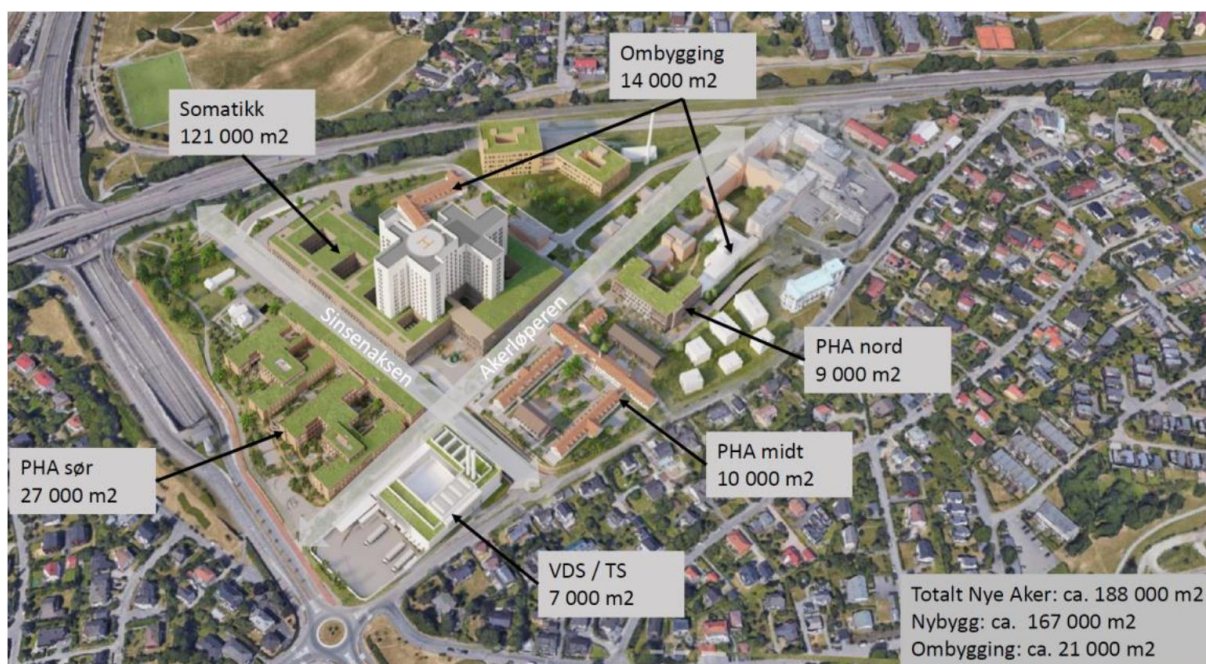 Ombygging
14 000 m2
Somatikk
121 000 m2
Sinsenaksen
Akerløperen
H
PHA nord
9 000 m2
PHA midt
10 000 m2
PHA sør
27 000 m2
VDS / TS
7 000 m2
Totalt Nye Aker: ca. 188 000 m2
Nybygg: ca. 167 000 m2
Ombygging: ca. 21 000 m2